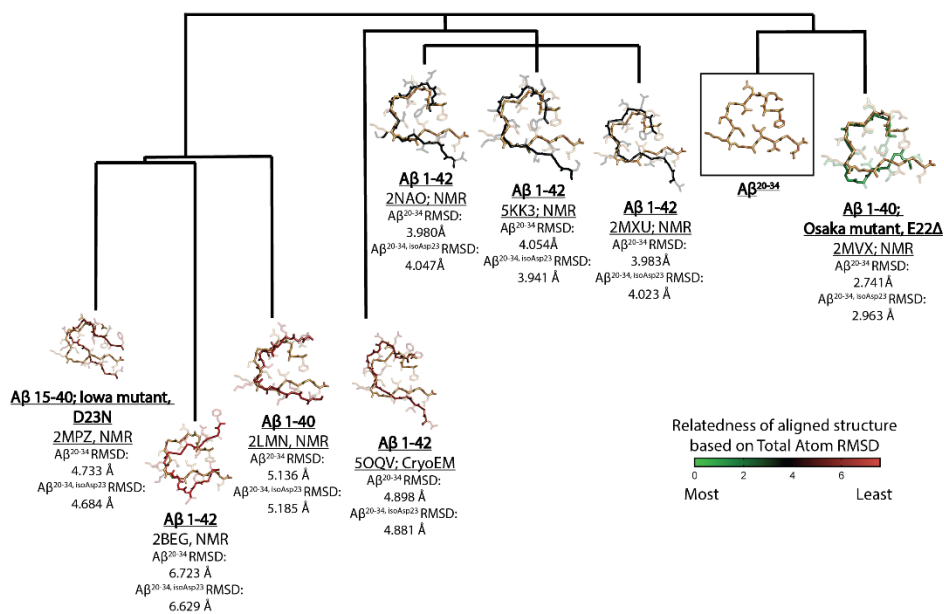 Aβ 1-42
2NAO; NMR
Aβ20-34 RMSD:
3.980Å
Aβ20-34, isoAsp23 RMSD:
4.047Å
Aβ 1-42
5KK3; NMR
Aβ20-34 RMSD:
4.054Å
Aβ20-34, isoAsp23 RMSD:
3.941Å
Aβ 1-42
2MXU; NMR
Aβ20-34 RMSD:
3.983Å
Aβ20-34, isoAsp23 RMSD:
4.023 Å
Aβ20-34
Aβ 1-40;
Osaka mutant, E22Δ
2MVX; NMR
Aβ20-34 RMSD:
2.741Å
Aβ20-34, isoAsp23 RMSD:
2.963 Å
Aβ 15-40; Iowa mutant,
D23N
2MPZ, NMR
Aβ20-34 RMSD:
4.733 Å
Aβ20-34, isoAsp23 RMSD:
4.684 Å
Aβ 1-42
2BEG, NMR
Aβ20-34 RMSD:
6.723 Å
Aβ20-34, isoAsp23 RMSD:
6.629 Å
Aβ 1-40
2LMN, NMR
Aβ20-34 RMSD:
5.136 Å
Aβ20-34, isoAsp23 RMSD:
5.185 Å
Aβ 1-42
5OQV; CryoEM
Aβ20-34 RMSD:
4.898 Å
Aβ20-34, isoAsp23 RMSD:
4.881 Å
Relatedness of aligned structure
based on Total Atom RMSD
0 2 4 6
Most Least